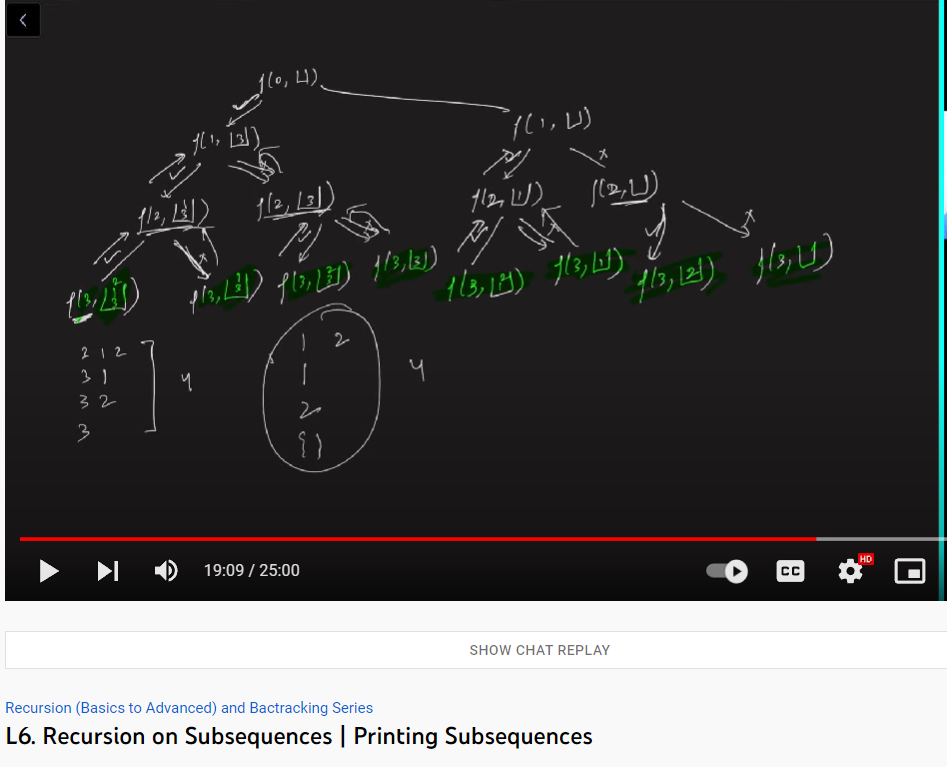 f(0, [])
f(1, [3]) f(1, [])
f(2, [3 1]) f(2, [3]) f(2, [1]) f(2, [])
f(3, [3 1 2]) f(3, [3 1]) f(3, [3 2]) f(3, [3]) f(3, [1 2]) f(3, [1]) f(3, [2]) f(3, [])
1 2
1 2
3 1
4
1
4
3 2
2
3
{ }
19:09 / 25:00
CC
HD
SHOW CHAT REPLAY
Recursion (Basics to Advanced) and Bactracking Series
L6. Recursion on Subsequences | Printing Subsequences